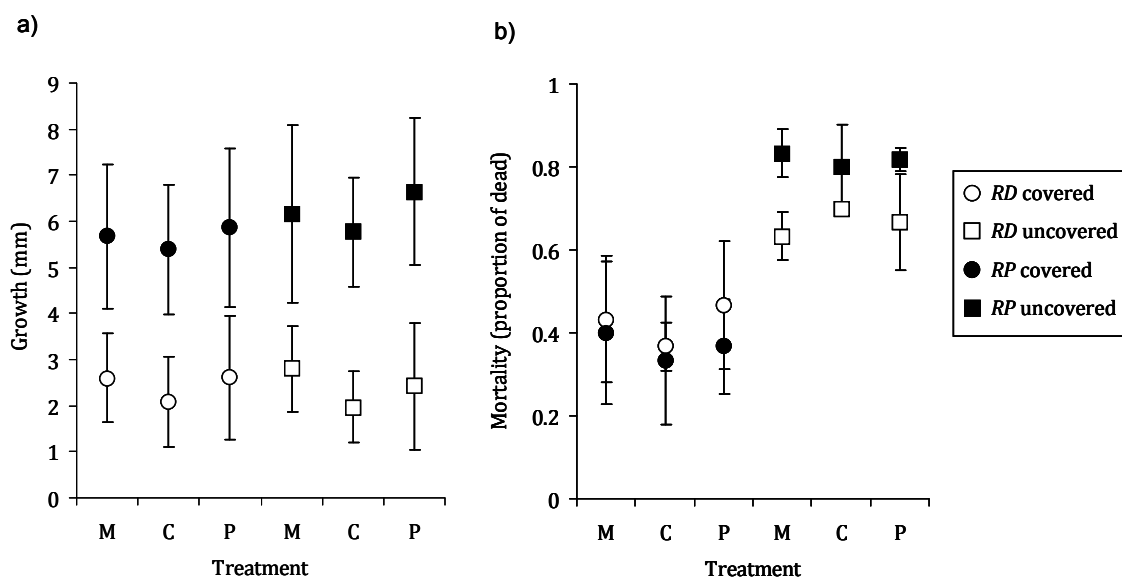 a)
Growth (mm)
9
8
7
6
5
4
3
2
1
0
M C P M C P
Treatment
b)
Mortality (proportion of dead)
1
0.8
0.6
0.4
0.2
0
M C P M C P
Treatment
RD covered
RD uncovered
RP covered
RP uncovered